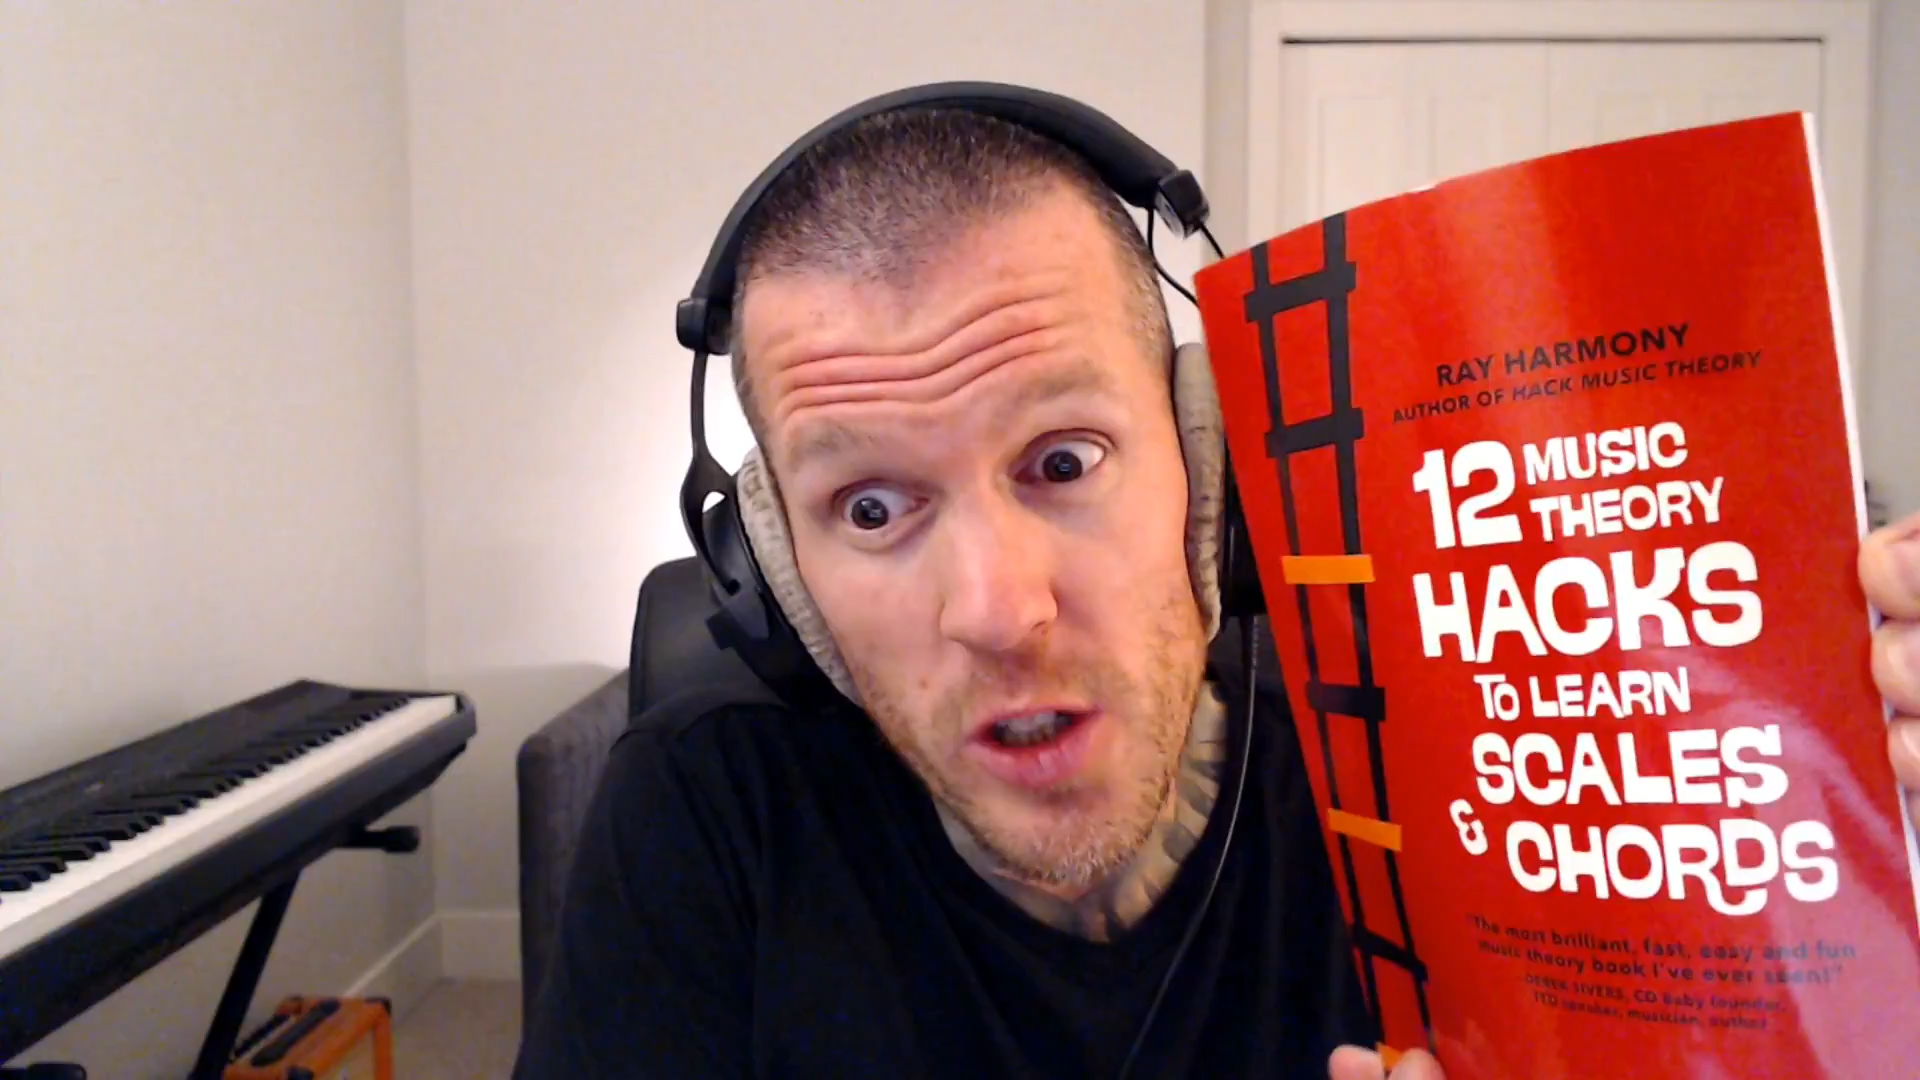 RAY HARMONY
AUTHOR OF HACK MUSIC THEORY
12 MUSIC
THEORY
HACKS
TO LEARN
SCALES
& CHORDS
"The most brilliant, fast, easy and fun
music theory book I've ever seen!"
DEREK SIVERS, CD Baby founder,
TED speaker, musician, author